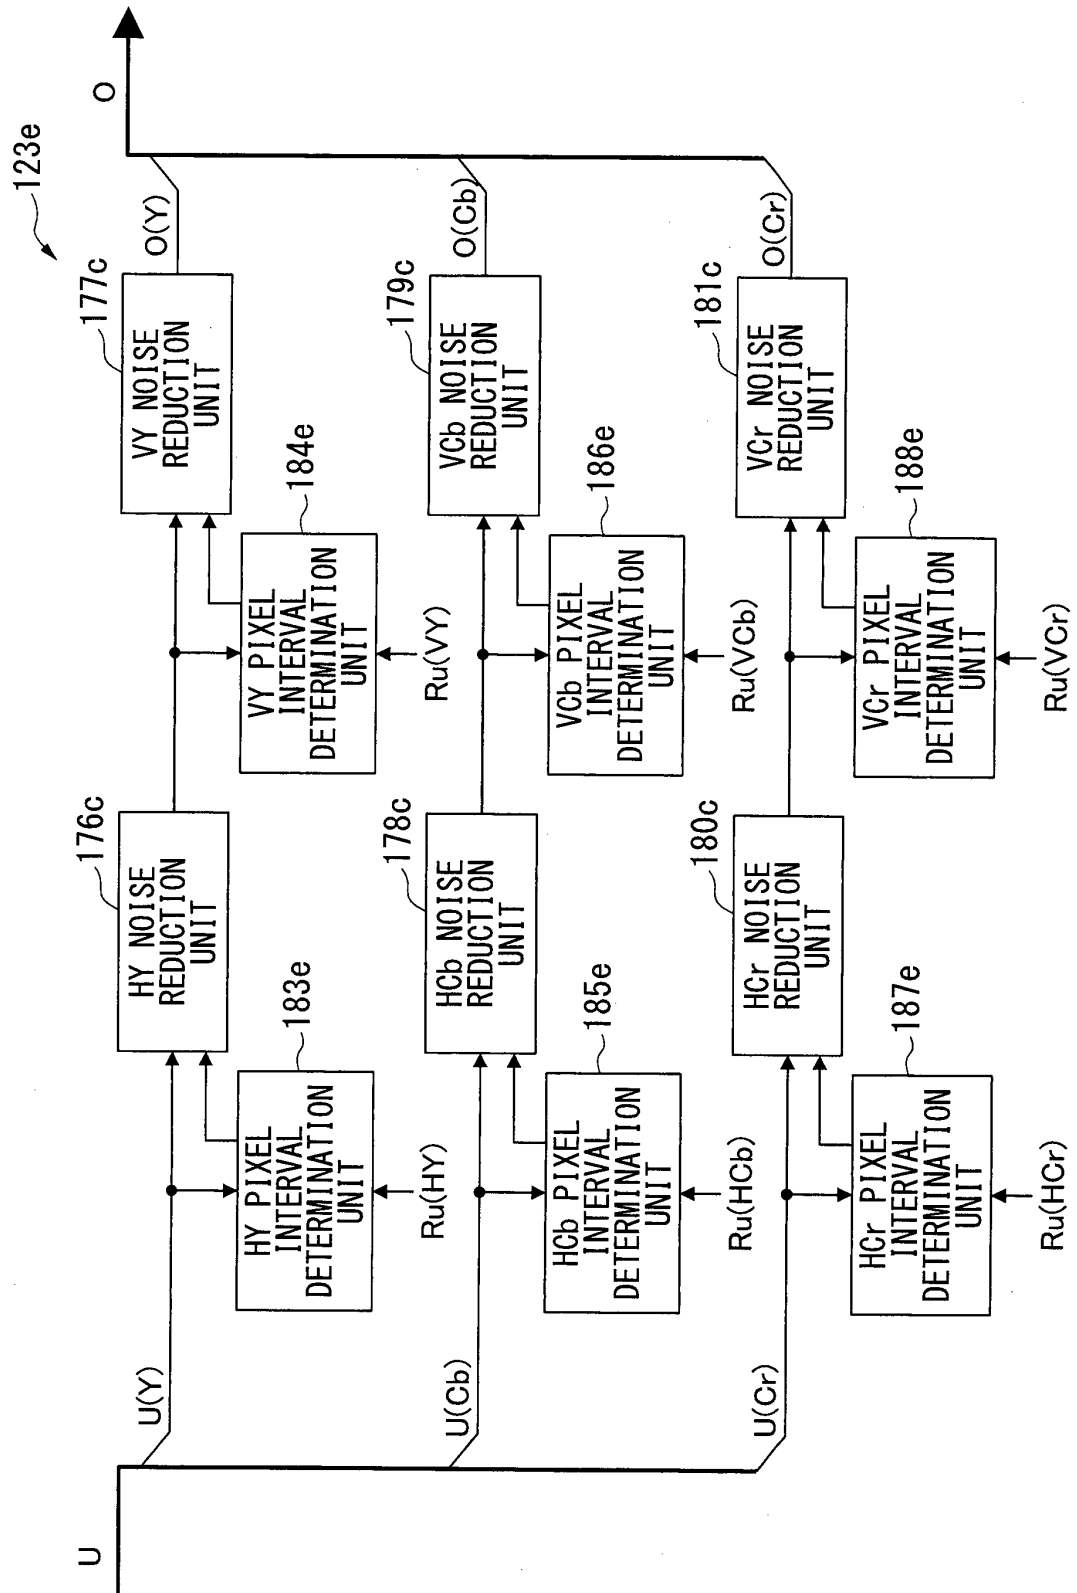 123e
U
O
U(Y)
HY NOISE
REDUCTION
UNIT
176c
VY NOISE
REDUCTION
UNIT
177c
O(Y)
HY PIXEL
INTERVAL
DETERMINATION
UNIT
183e
Ru(HY)
VY PIXEL
INTERVAL
DETERMINATION
UNIT
184e
Ru(VY)
U(Cb)
HCb NOISE
REDUCTION
UNIT
178c
VCb NOISE
REDUCTION
UNIT
179c
O(Cb)
HCb PIXEL
INTERVAL
DETERMINATION
UNIT
185e
Ru(HCb)
VCb PIXEL
INTERVAL
DETERMINATION
UNIT
186e
Ru(VCb)
U(Cr)
HCr NOISE
REDUCTION
UNIT
180c
VCr NOISE
REDUCTION
UNIT
181c
O(Cr)
HCr PIXEL
INTERVAL
DETERMINATION
UNIT
187e
Ru(HCr)
VCr PIXEL
INTERVAL
DETERMINATION
UNIT
188e
Ru(VCr)